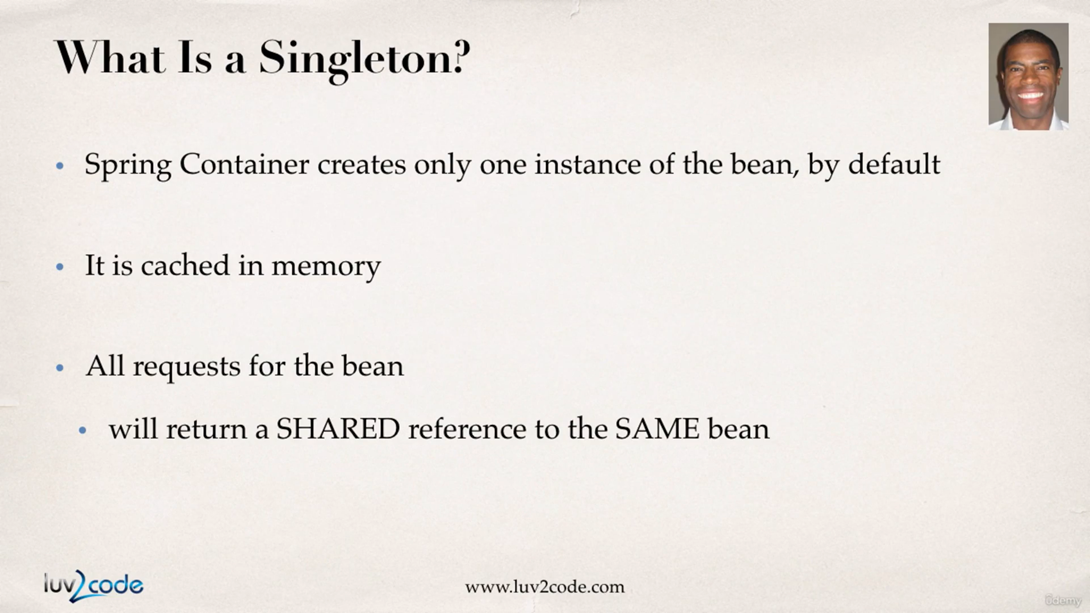 What Is a Singleton?
• Spring Container creates only one instance of the bean, by default
• It is cached in memory
• All requests for the bean
• will return a SHARED reference to the SAME bean
luv2code
www.luv2code.com
ûdemy